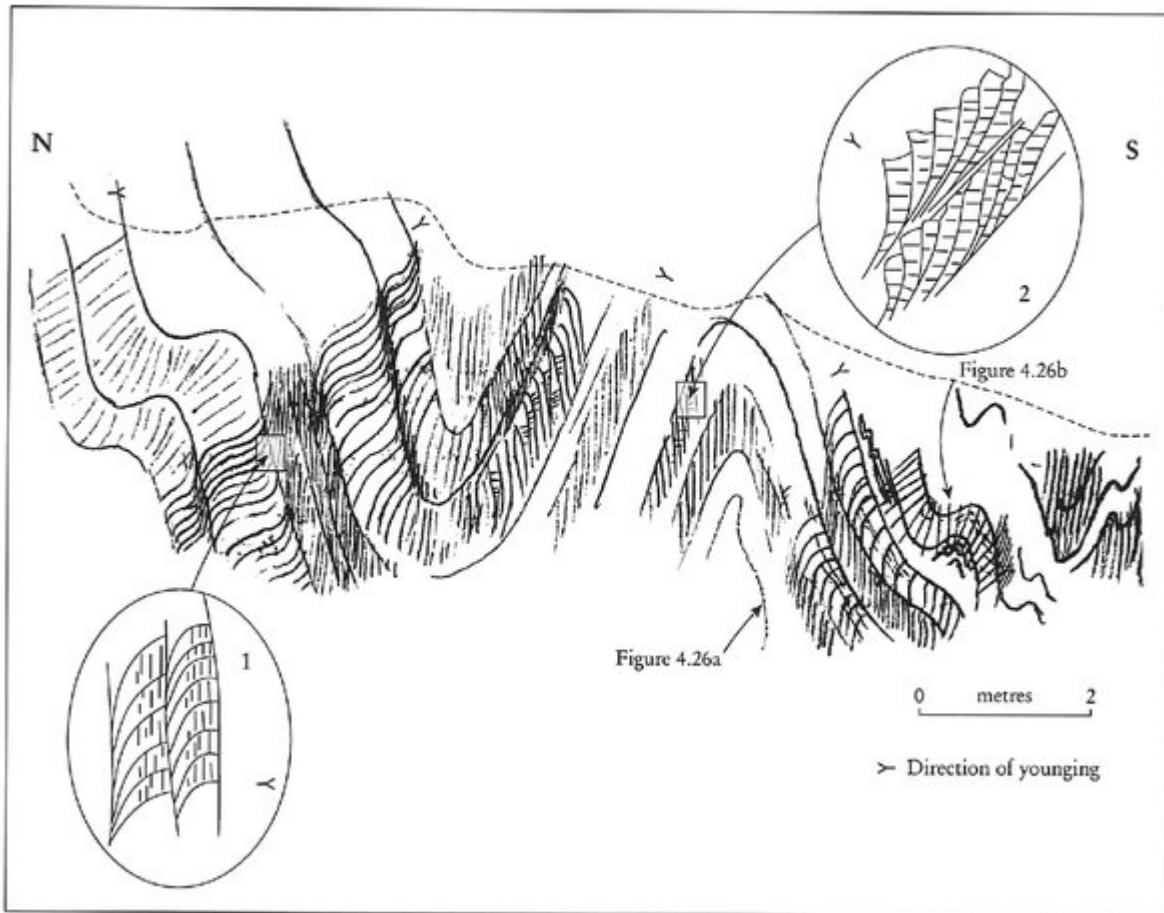 N
S
2
Figure 4.26b
1
Figure 4.26a
0 metres 2
Direction of younging